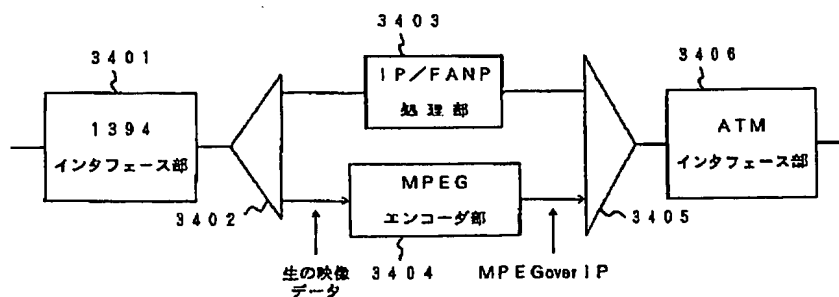 3403
3401
IP/FANP
処理部
3406
1394
インタフェース部
ATM
インタフェース部
MPEG
エンコーダ部
3402
3405
生の映像
データ
3404
MPEGoverIP